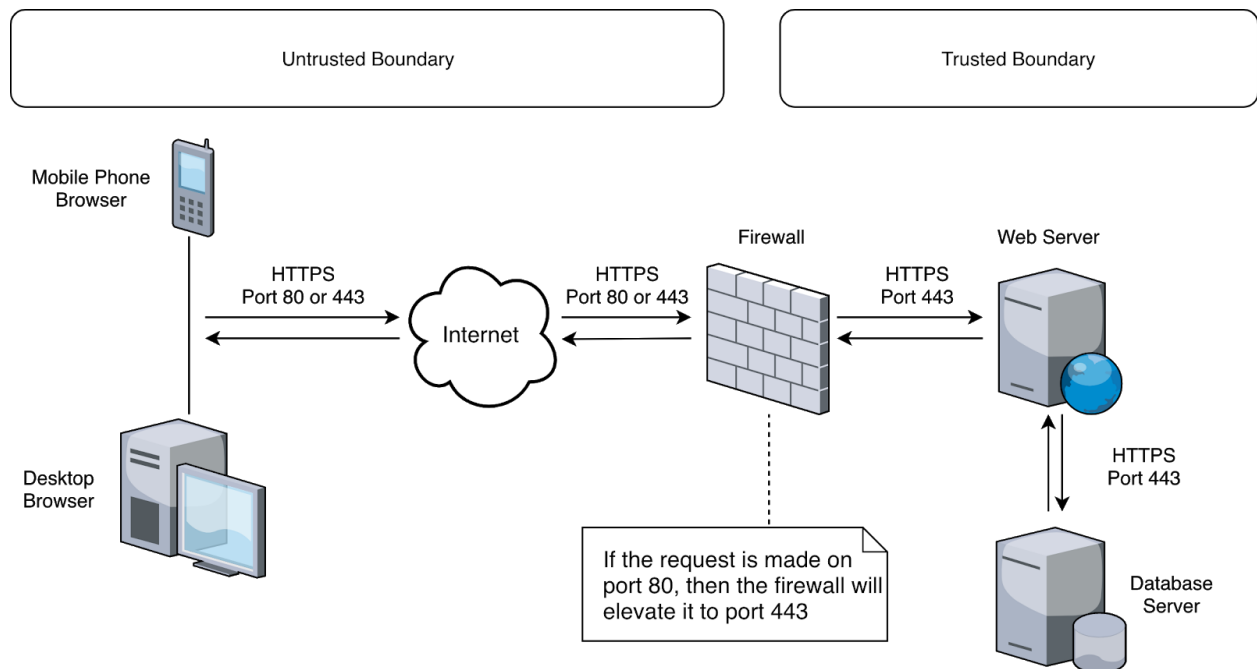 Untrusted Boundary
Trusted Boundary
Mobile Phone
Browser
Firewall
Web Server
HTTPS
Port 80 or 443
HTTPS
Port 80 or 443
HTTPS
Port 443
Internet
Desktop
Browser
HTTPS
Port 443
If the request is made on
port 80, then the firewall will
elevate it to port 443
Database
Server